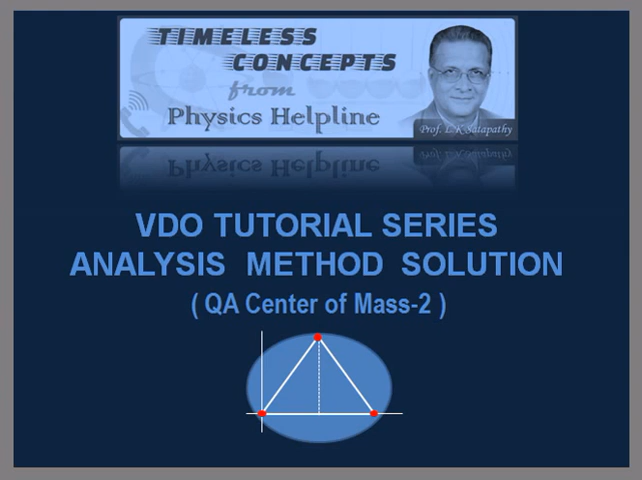 TIMELESS
CONCEPTS
from
Physics Helpline
Prof. L.K Satapathy
VDO TUTORIAL SERIES
ANALYSIS METHOD SOLUTION
( QA Center of Mass-2 )